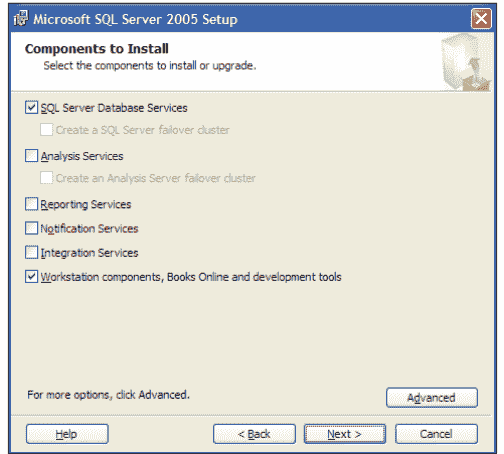 Microsoft SQL Server 2005 Setup
Components to Install
Select the components to install or upgrade.
SQL Server Database Services
Create a SQL Server failover cluster
Analysis Services
Create an Analysis Server failover cluster
Reporting Services
Notification Services
Integration Services
Workstation components, Books Online and development tools
For more options, click Advanced.
Advanced
Help
< Back
Next >
Cancel